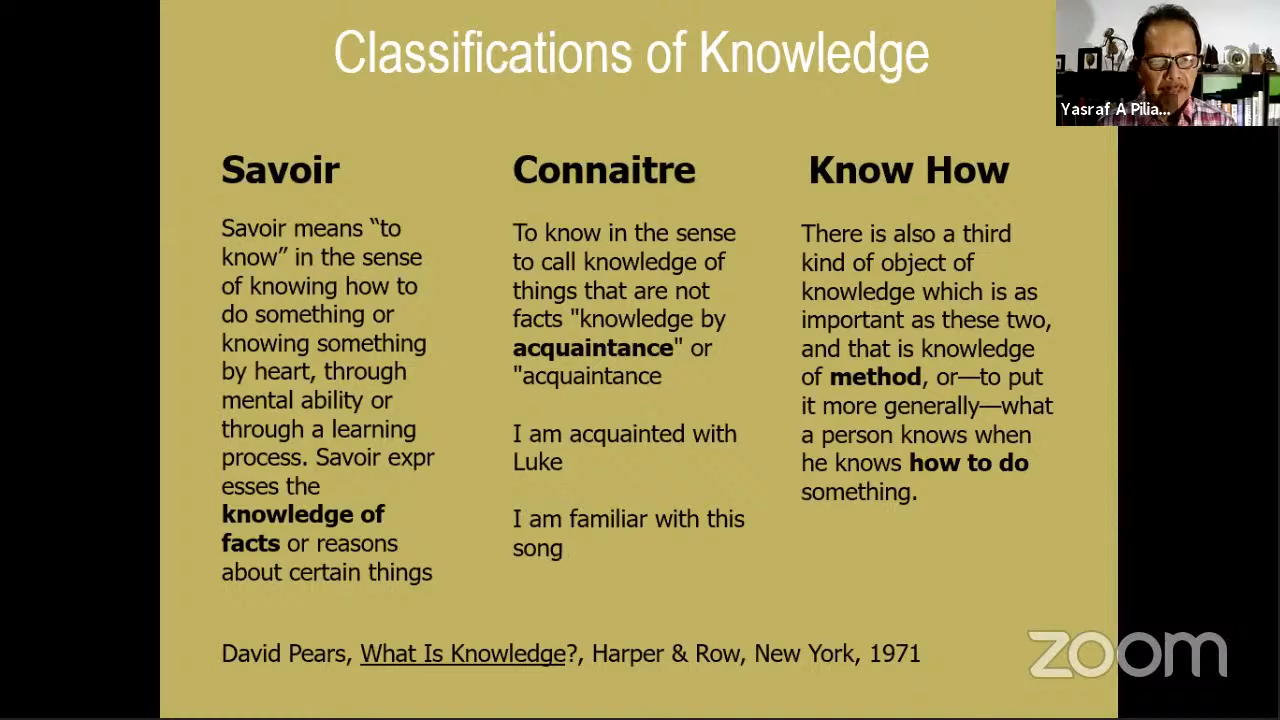 Classifications of Knowledge
Yasraf A Pilia...
Savoir
Savoir means “to
know” in the sense
of knowing how to
do something or
knowing something
by heart, through
mental ability or
through a learning
process. Savoir expr
esses the
knowledge of
facts or reasons
about certain things
Connaitre
To know in the sense
to call knowledge of
things that are not
facts "knowledge by
acquaintance" or
"acquaintance
I am acquainted with
Luke
I am familiar with this
song
Know How
There is also a third
kind of object of
knowledge which is as
important as these two,
and that is knowledge
of method, or—to put
it more generally—what
a person knows when
he knows how to do
something.
David Pears, What Is Knowledge?, Harper & Row, New York, 1971
zoom